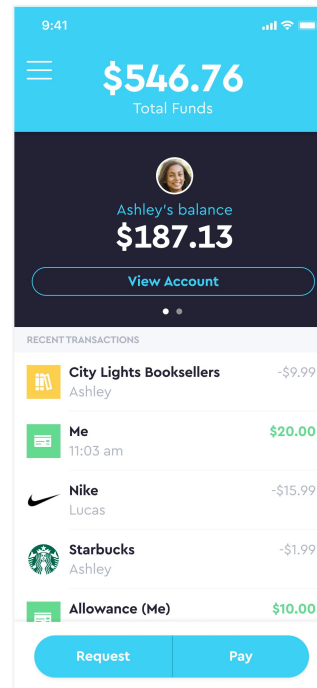 9:41
$546.76
Total Funds
Ashley's balance
$187.13
View Account
RECENT TRANSACTIONS
City Lights Booksellers -$9.99
Ashley
Me $20.00
11:03 am
Nike -$15.99
Lucas
Starbucks -$1.99
Ashley
Allowance (Me) $10.00
Request Pay